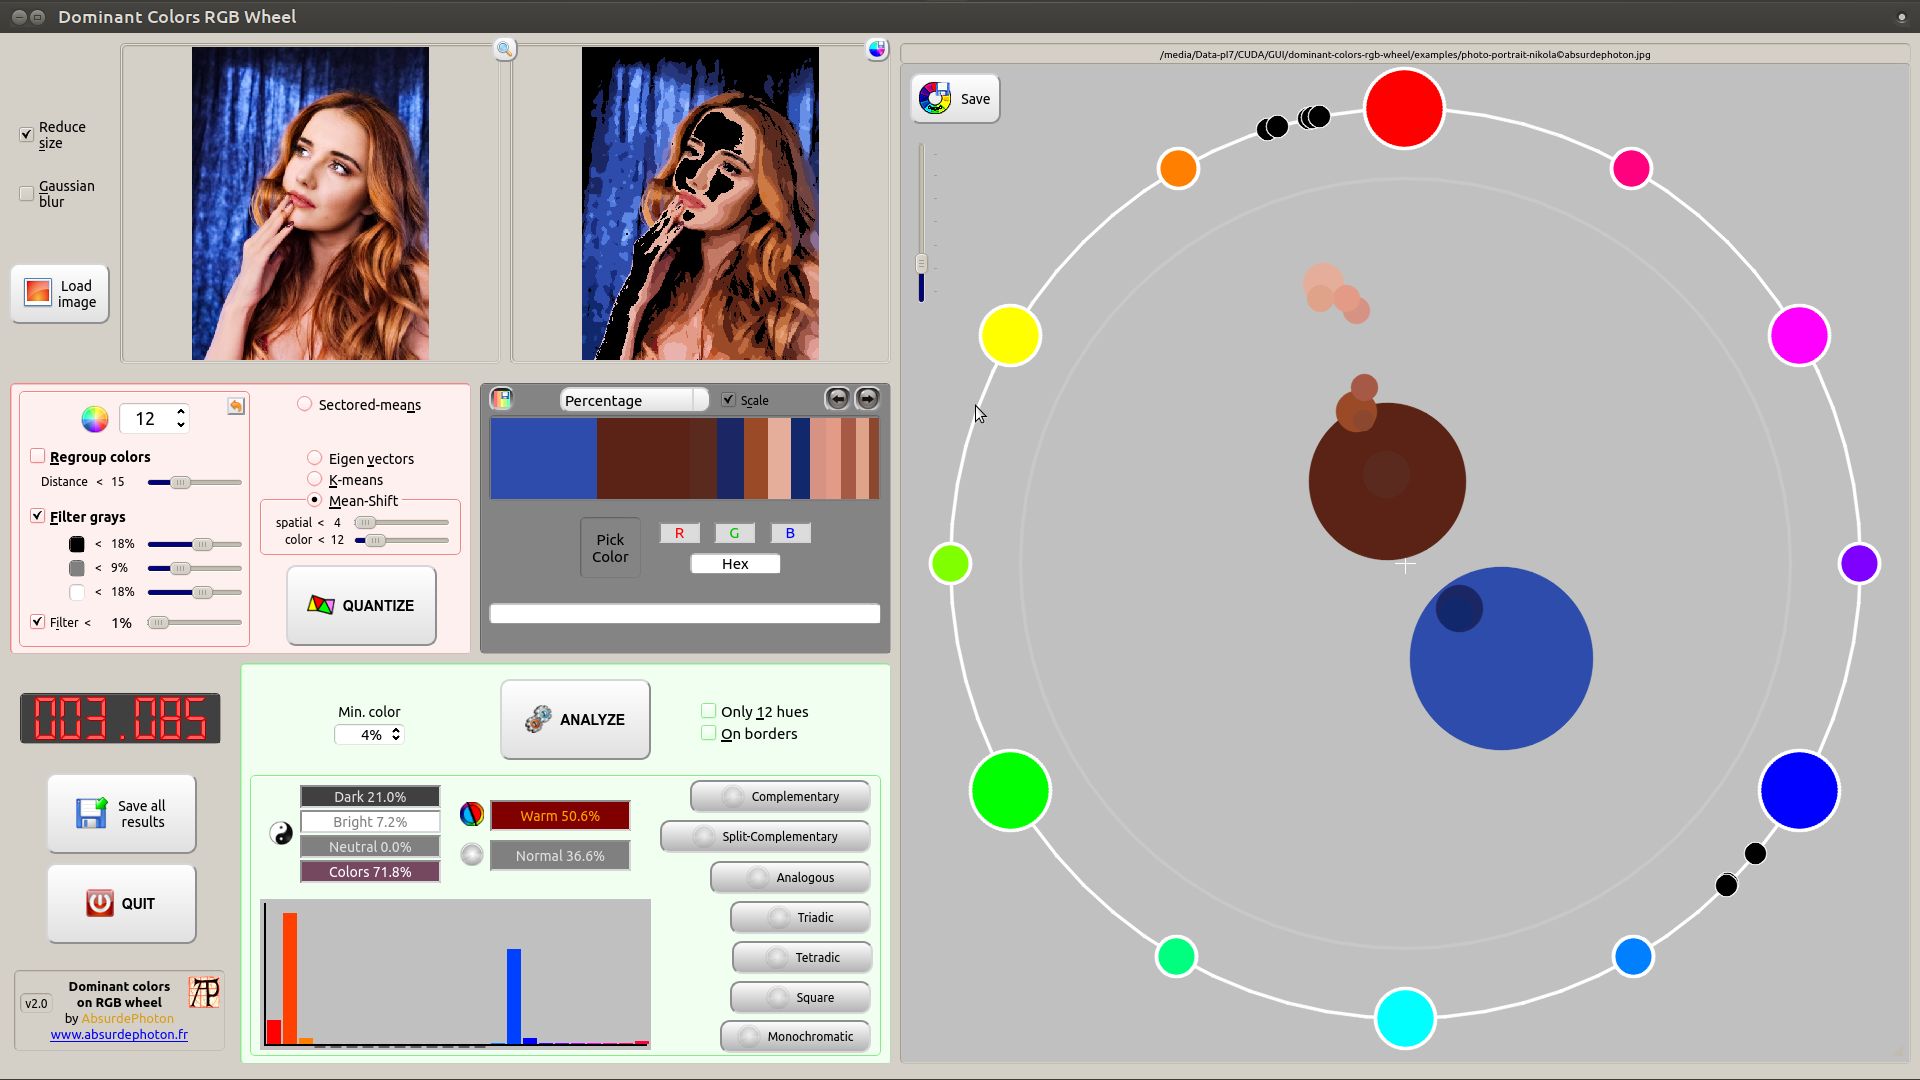 Dominant Colors RGB Wheel
/media/Data-pl7/CUDA/GUI/dominant-colors-rgb-wheel/examples/photo-portrait-nikola©absurdephoton.jpg
Save
Reduce
size
Gaussian
blur
Load
image
12
Regroup colors
Distance < 15
Filter grays
< 18%
< 9%
< 18%
Filter < 1%
Sectored-means
Eigen vectors
K-means
Mean-Shift
spatial < 4
color < 12
QUANTIZE
Percentage
Scale
Pick
Color
R G B
Hex
003.085
Save all
results
QUIT
v2.0
Dominant colors
on RGB wheel
by AbsurdePhoton
www.absurdephoton.fr
AP
Min. color
4%
ANALYZE
Only 12 hues
On borders
Dark 21.0%
Bright 7.2%
Neutral 0.0%
Colors 71.8%
Warm 50.6%
Normal 36.6%
Complementary
Split-Complementary
Analogous
Triadic
Tetradic
Square
Monochromatic